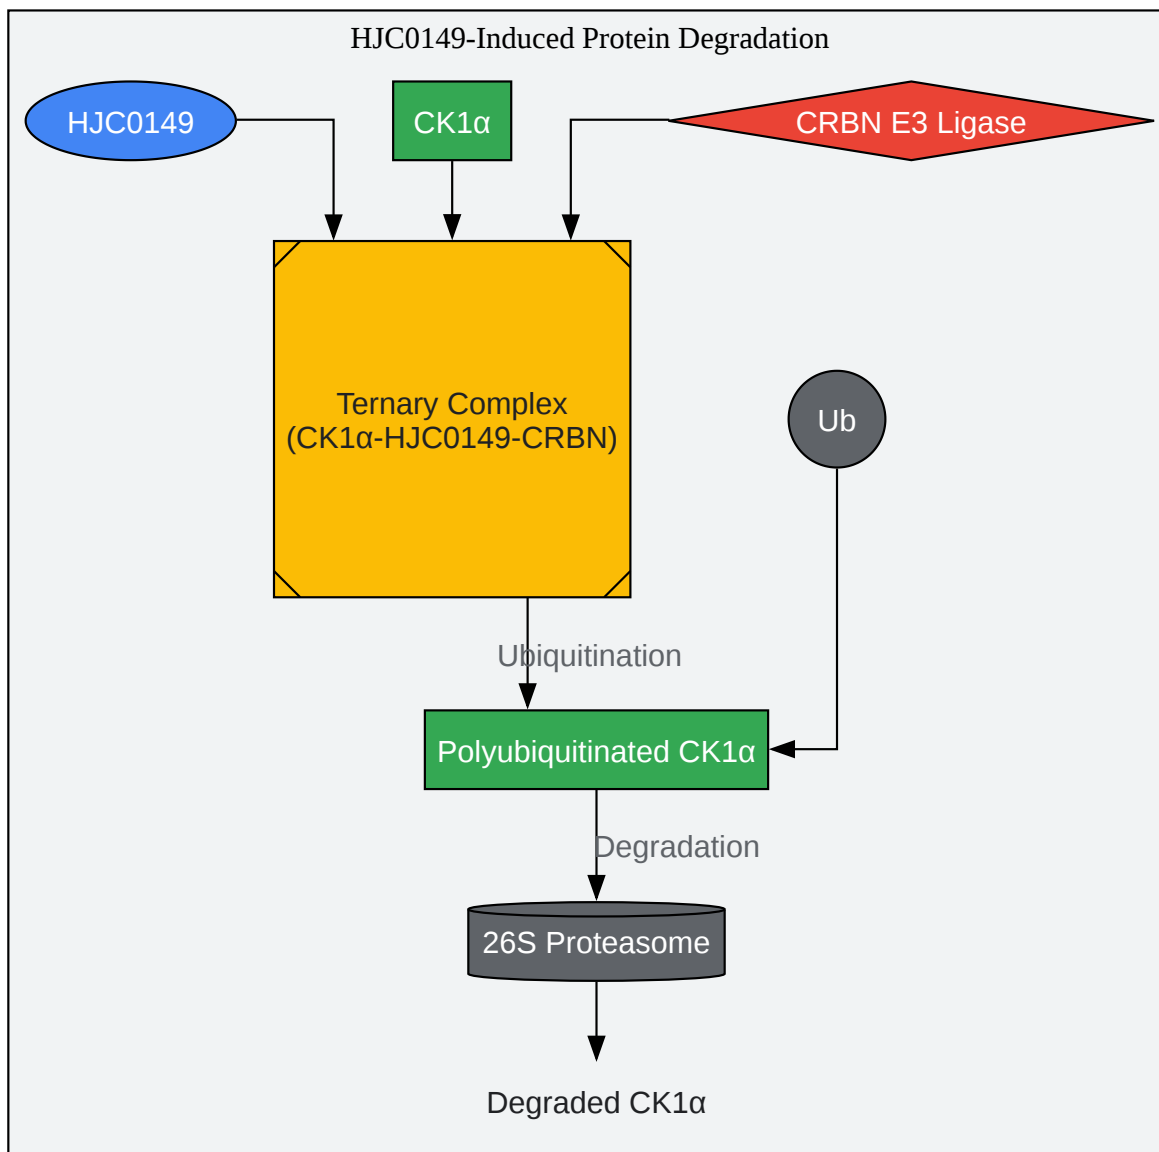 HJC0149-Induced Protein Degradation
HJC0149
CK1α
CRBN E3 Ligase
Ternary Complex
(CK1α-HJC0149-CRBN)
Ub
Ubiquitination
Polyubiquitinated CK1α
Degradation
26S Proteasome
Degraded CK1α